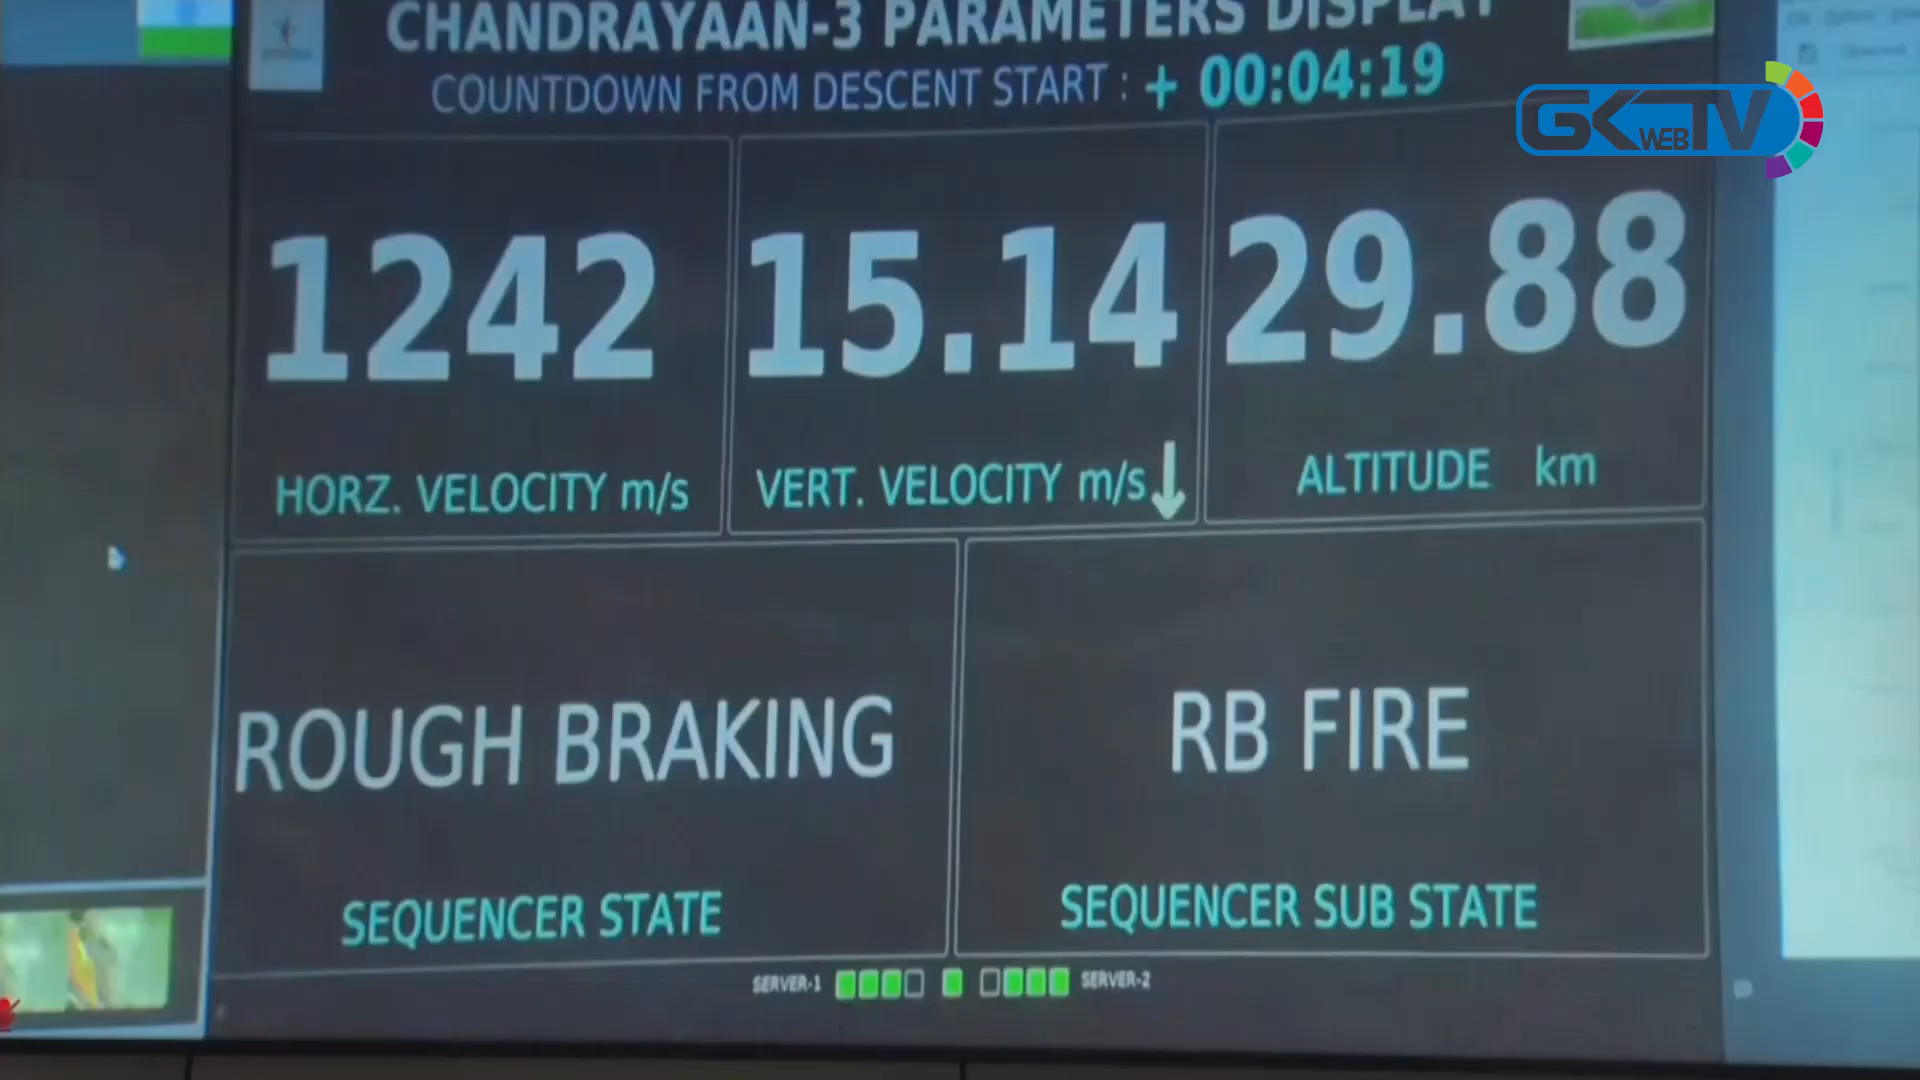 CHANDRAYAAN-3 PARAMETERS DISPLAY
COUNTDOWN FROM DESCENT START : + 00:04:19
GK WEB TV
1242
15.14
29.88
HORZ. VELOCITY m/s
VERT. VELOCITY m/s
ALTITUDE km
ROUGH BRAKING
RB FIRE
SEQUENCER STATE
SEQUENCER SUB STATE
SERVER-1
SERVER-2